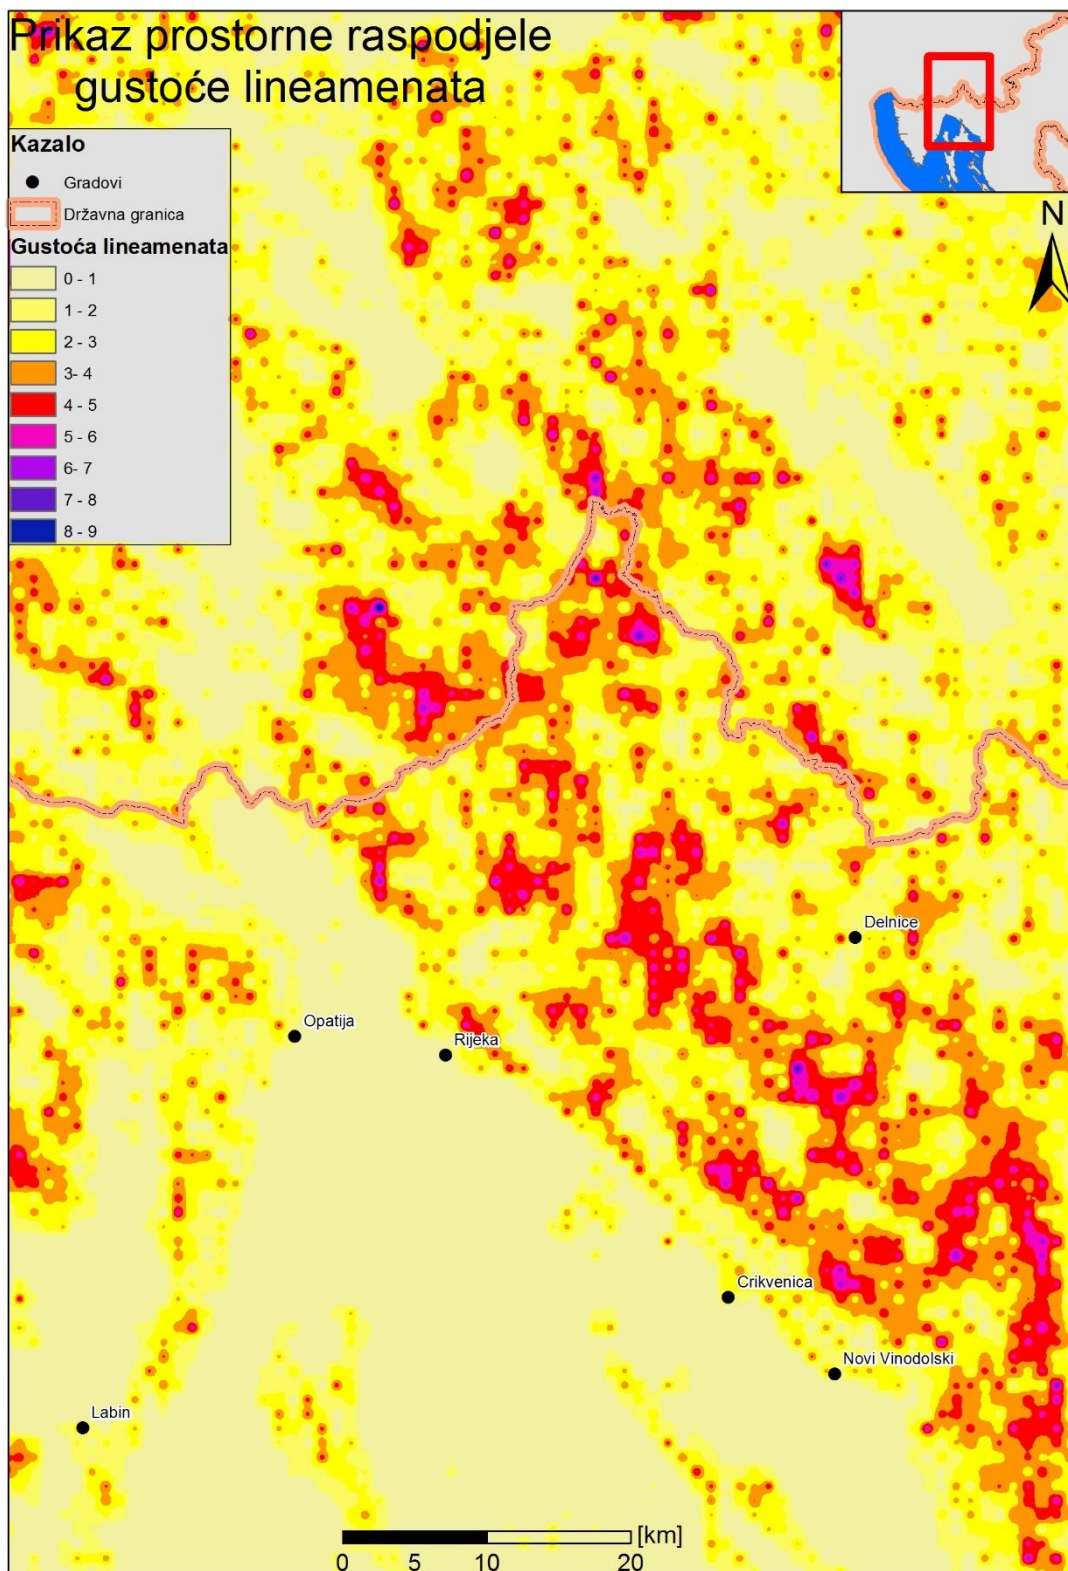 Prikaz prostorne raspodjele
gustoće lineamenata
Kazalo
Gradovi
Državna granica
Gustoća lineamenata
0 - 1
1 - 2
2 - 3
3- 4
4 - 5
5 - 6
6- 7
7 - 8
8 - 9
N
Delnice
Opatija
Rijeka
Crikvenica
Novi Vinodolski
Labin
[km]
0 5 10 20